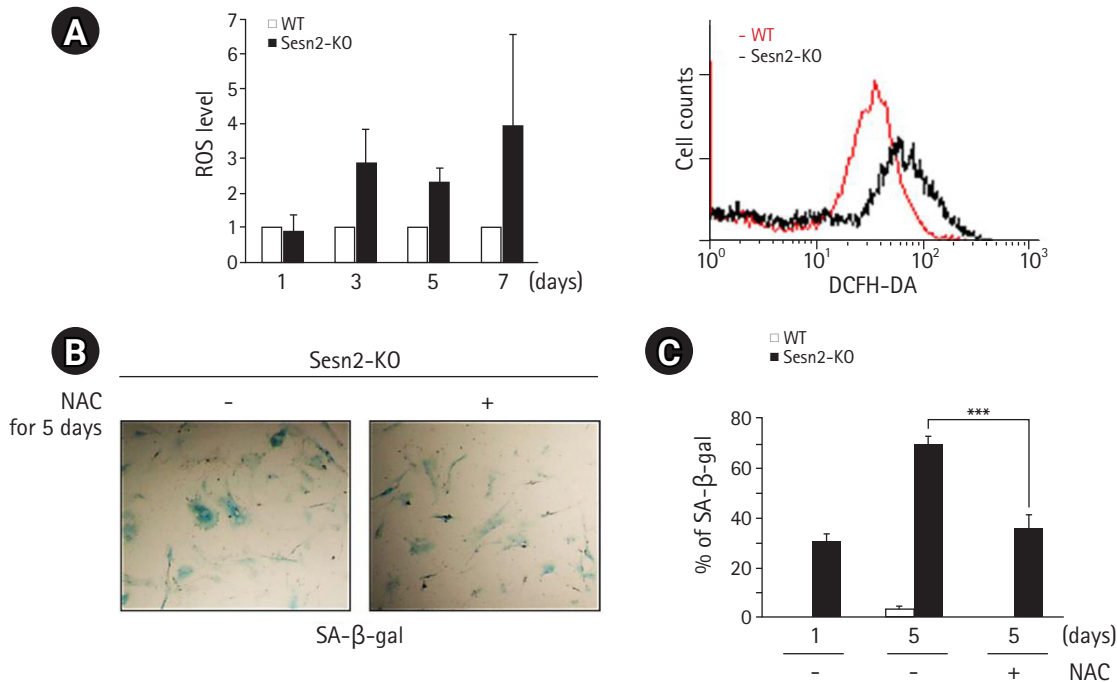 A
7
6
5
4
3
2
1
0
ROS level
WT
Sesn2-KO
1 3 5 7 (days)
- WT
- Sesn2-KO
Cell counts
10⁰ 10¹ 10² 10³
DCFH-DA
B
Sesn2-KO
NAC - +
for 5 days
SA-β-gal
C
WT
Sesn2-KO
80
60
40
20
0
% of SA-β-gal
***
1 5 5 (days)
- - + NAC